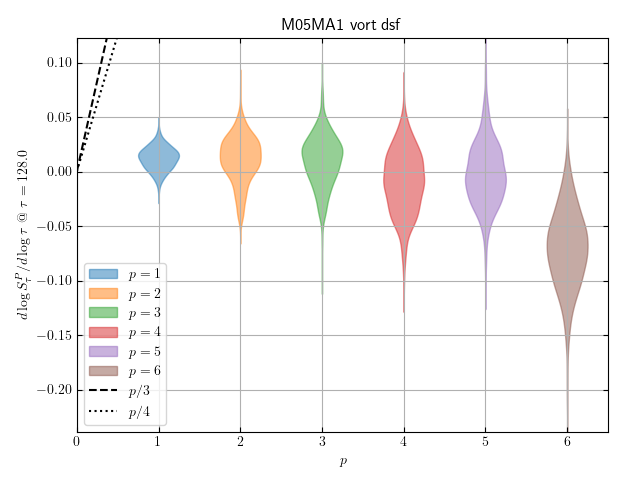 M05MA1 vort dsf
d log S_τ^P / d log τ @ τ = 128.0
0.10
0.05
0.00
−0.05
−0.10
−0.15
−0.20
p = 1
p = 2
p = 3
p = 4
p = 5
p = 6
p/3
p/4
0 1 2 3 4 5 6
p